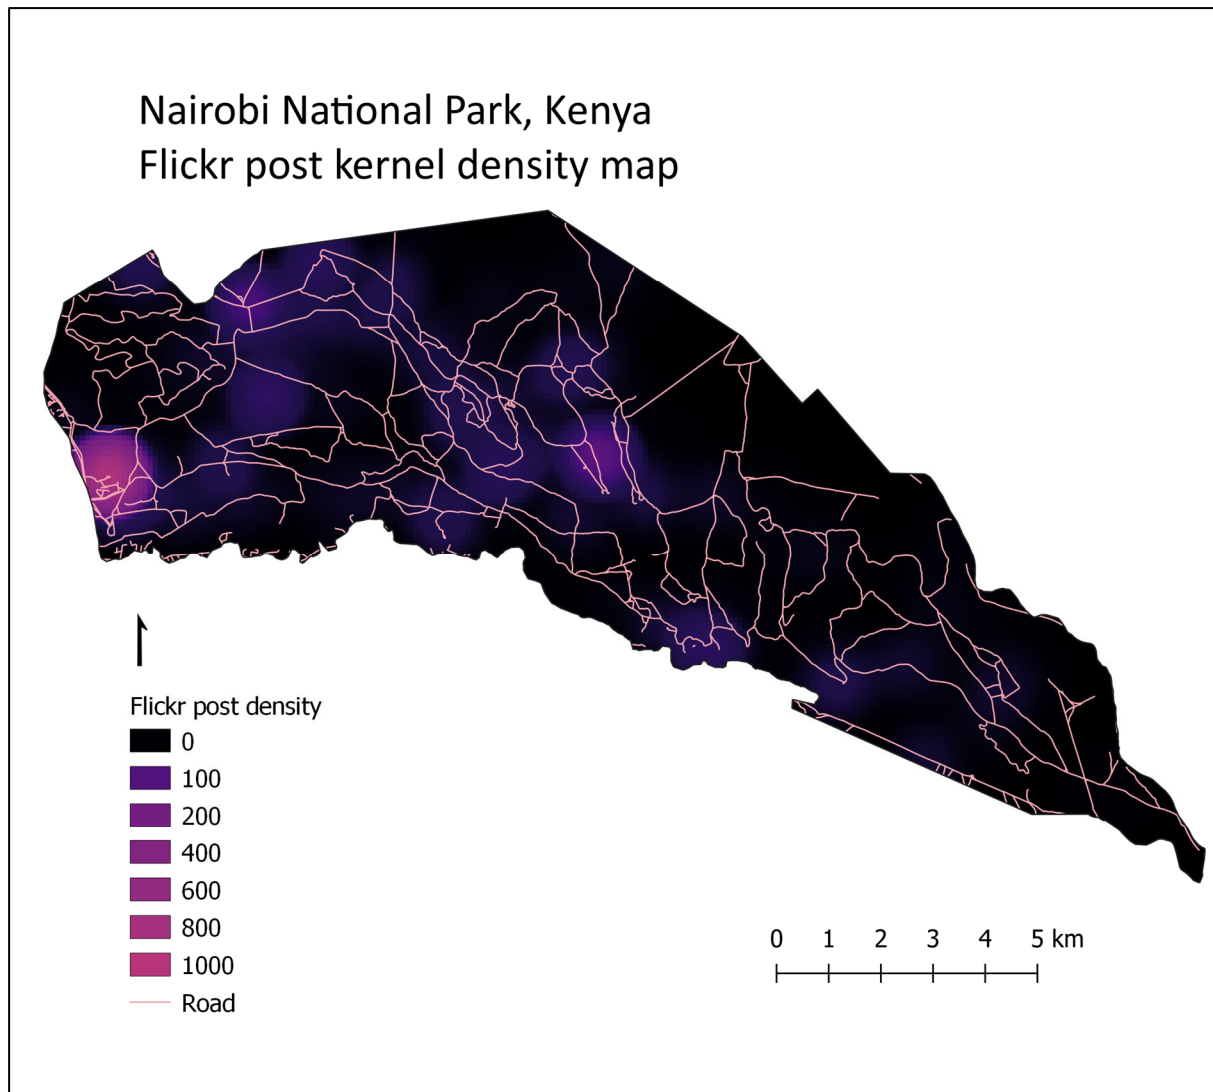 Nairobi National Park, Kenya
Flickr post kernel density map
Flickr post density
0
100
200
400
600
800
1000
Road
0 1 2 3 4 5 km